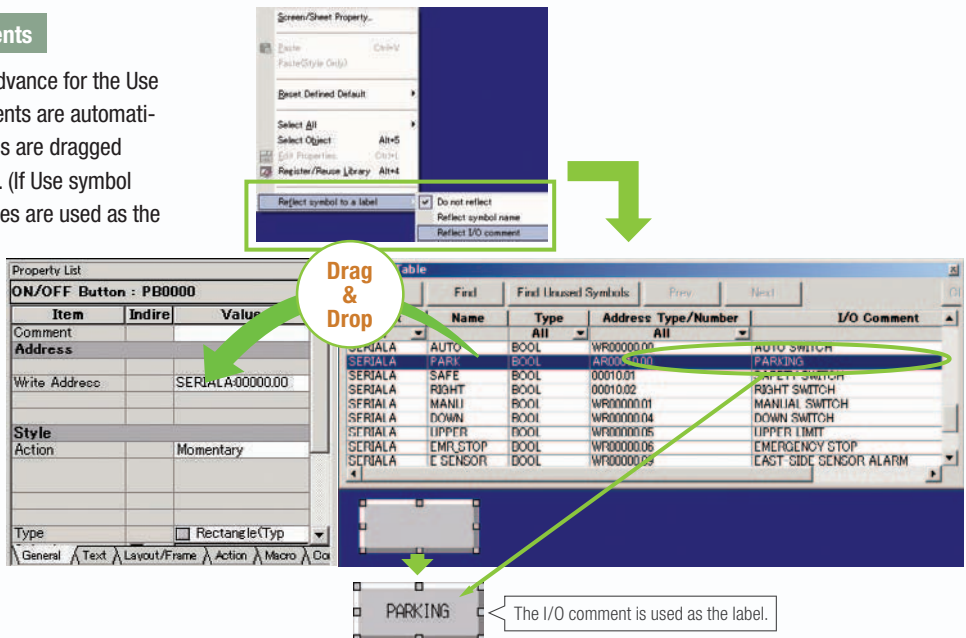 ents
Screen/Sheet Property...
Paste Ctrl+V
Paste(Style Only)
Reset Defined Default
Select All
Select Object Alt+5
Edit Properties Ctrl+L
Register/Reuse Library Alt+4
Reflect symbol to a label
Do not reflect
Reflect symbol name
Reflect I/O comment
dvance for the Use
ents are automati-
s are dragged
. (If Use symbol
es are used as the
Drag
&
Drop
Property List
ON/OFF Button : PB0000
Item Indire Value
Comment
Address
Write Address SERIALA:00000.00
Style
Action Momentary
Type Rectangle(Typ
General Text Layout/Frame Action Macro Co
able
Find Find Unused Symbols Prev Next
Name Type Address Type/Number I/O Comment
All All
SERIALA AUTO BOOL WR00000.00 AUTO SWITCH
SERIALA PARK BOOL PARKING
SERIALA SAFE BOOL 00010.01 SAFETY SWITCH
SERIALA RIGHT BOOL 00010.02 RIGHT SWITCH
SERIALA MANU BOOL WR00000.01 MANUAL SWITCH
SERIALA DOWN BOOL WR00000.04 DOWN SWITCH
SERIALA UPPER BOOL WR00000.05 UPPER LIMIT
SERIALA EMR_STOP BOOL WR00000.06 EMERGENCY STOP
SERIALA E SENSOR BOOL WR00000.09 EAST-SIDE SENSOR ALARM
PARKING
The I/O comment is used as the label.